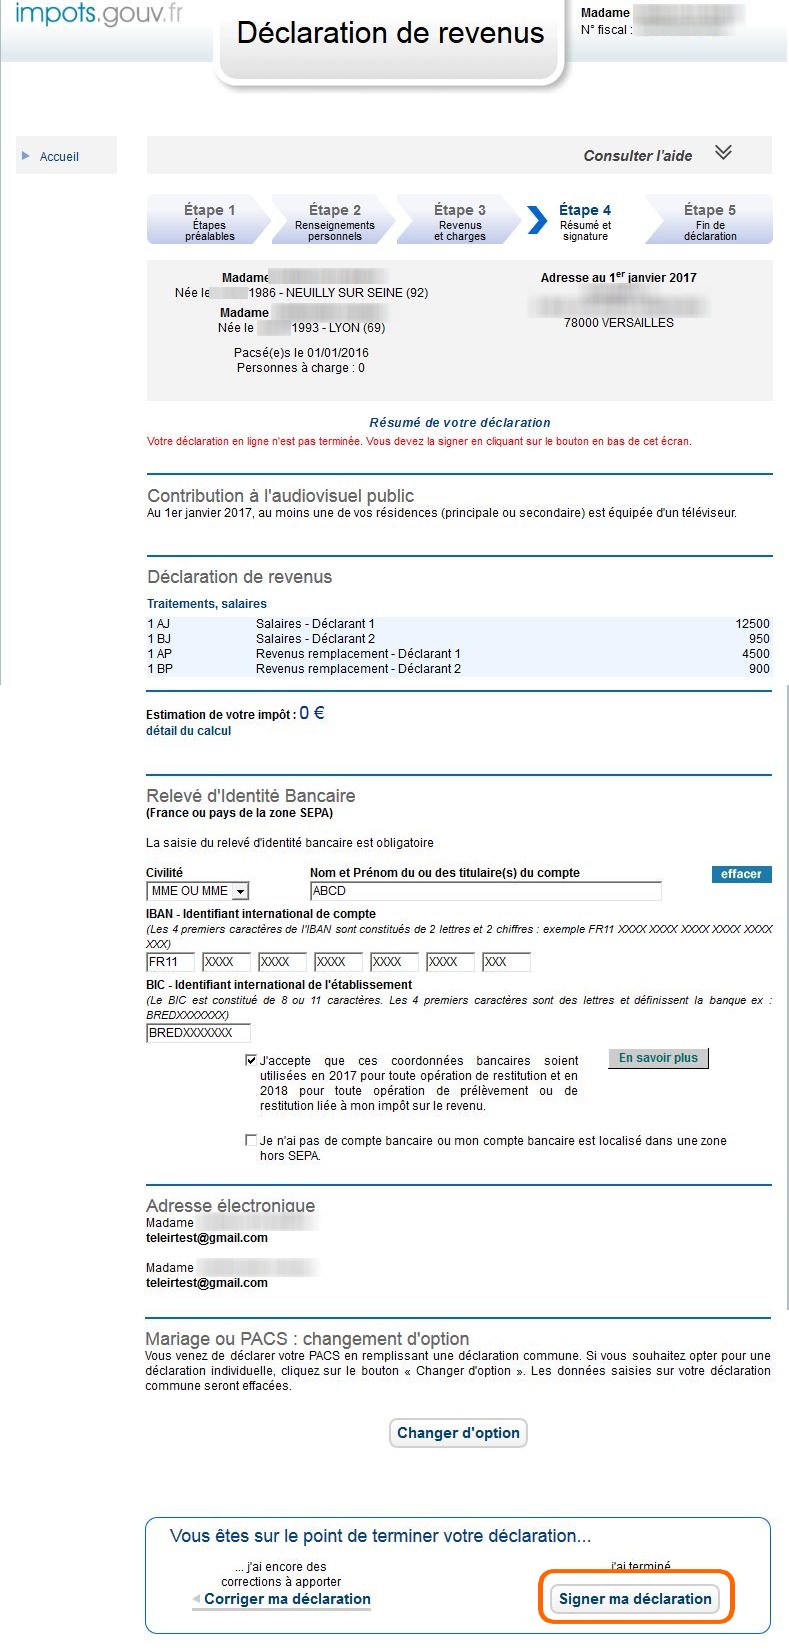 impots.gouv.fr
Déclaration de revenus
Madame
N° fiscal :
Accueil
Consulter l'aide
Étape 1
Étapes
préalables
Étape 2
Renseignements
personnels
Étape 3
Revenus
et charges
Étape 4
Résumé et
signature
Étape 5
Fin de
déclaration
Madame
Née le 1986 - NEUILLY SUR SEINE (92)
Madame
Née le 1993 - LYON (69)
Pacsé(e)s le 01/01/2016
Personnes à charge : 0
Adresse au 1er janvier 2017
78000 VERSAILLES
Résumé de votre déclaration
Votre déclaration en ligne n'est pas terminée. Vous devez la signer en cliquant sur le bouton en bas de cet écran.
Contribution à l'audiovisuel public
Au 1er janvier 2017, au moins une de vos résidences (principale ou secondaire) est équipée d'un téléviseur.
Déclaration de revenus
Traitements, salaires
1 AJ Salaires - Déclarant 1 12500
1 BJ Salaires - Déclarant 2 950
1 AP Revenus remplacement - Déclarant 1 4500
1 BP Revenus remplacement - Déclarant 2 900
Estimation de votre impôt : 0 €
détail du calcul
Relevé d'Identité Bancaire
(France ou pays de la zone SEPA)
La saisie du relevé d'identité bancaire est obligatoire
Civilité Nom et Prénom du ou des titulaire(s) du compte effacer
MME OU MME ABCD
IBAN - Identifiant international de compte
(Les 4 premiers caractères de l'IBAN sont constitués de 2 lettres et 2 chiffres : exemple FR11 XXXX XXXX XXXX XXXX XXXX
XXX)
FR11 XXXX XXXX XXXX XXXX XXXX XXX
BIC - Identifiant international de l'établissement
(Le BIC est constitué de 8 ou 11 caractères. Les 4 premiers caractères sont des lettres et définissent la banque ex :
BREDXXXXXXX)
BREDXXXXXXX
J'accepte que ces coordonnées bancaires soient
utilisées en 2017 pour toute opération de restitution et en
2018 pour toute opération de prélèvement ou de
restitution liée à mon impôt sur le revenu.
En savoir plus
Je n'ai pas de compte bancaire ou mon compte bancaire est localisé dans une zone
hors SEPA.
Adresse électronique
Madame
teleirtest@gmail.com
Madame
teleirtest@gmail.com
Mariage ou PACS : changement d'option
Vous venez de déclarer votre PACS en remplissant une déclaration commune. Si vous souhaitez opter pour une
déclaration individuelle, cliquez sur le bouton « Changer d'option ». Les données saisies sur votre déclaration
commune seront effacées.
Changer d'option
Vous êtes sur le point de terminer votre déclaration...
... j'ai encore des
corrections à apporter
Corriger ma déclaration
j'ai terminé
Signer ma déclaration